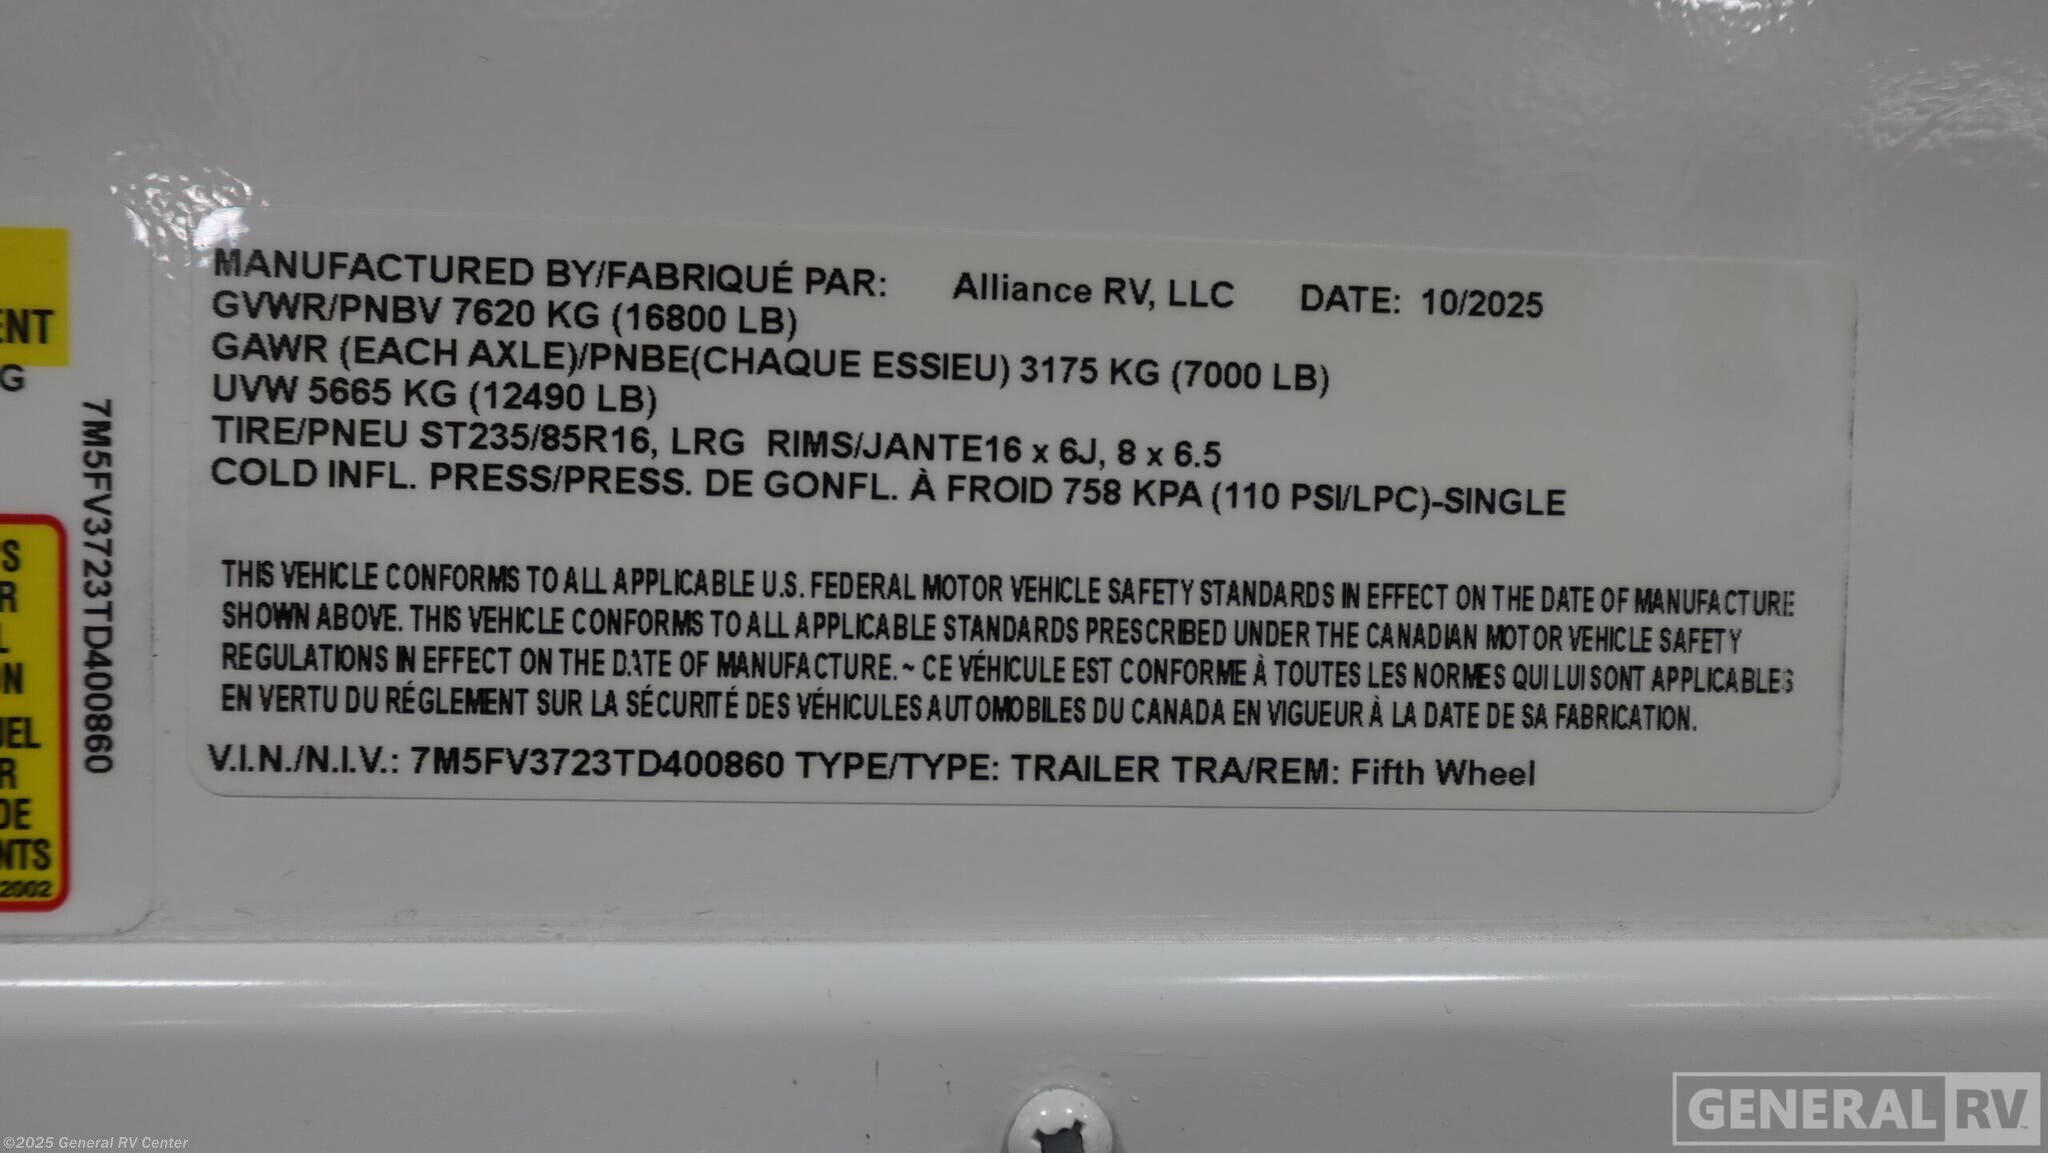 MANUFACTURED BY/FABRIQUÉ PAR: Alliance RV, LLC DATE: 10/2025
GVWR/PNBV 7620 KG (16800 LB)
GAWR (EACH AXLE)/PNBE(CHAQUE ESSIEU) 3175 KG (7000 LB)
UVW 5665 KG (12490 LB)
TIRE/PNEU ST235/85R16, LRG RIMS/JANTE16 x 6J, 8 x 6.5
COLD INFL. PRESS/PRESS. DE GONFL. À FROID 758 KPA (110 PSI/LPC)-SINGLE
THIS VEHICLE CONFORMS TO ALL APPLICABLE U.S. FEDERAL MOTOR VEHICLE SAFETY STANDARDS IN EFFECT ON THE DATE OF MANUFACTURE
SHOWN ABOVE. THIS VEHICLE CONFORMS TO ALL APPLICABLE STANDARDS PRESCRIBED UNDER THE CANADIAN MOTOR VEHICLE SAFETY
REGULATIONS IN EFFECT ON THE DATE OF MANUFACTURE. ~ CE VÉHICULE EST CONFORME À TOUTES LES NORMES QUI LUI SONT APPLICABLES
EN VERTU DU RÉGLEMENT SUR LA SÉCURITÉ DES VÉHICULES AUTOMOBILES DU CANADA EN VIGUEUR À LA DATE DE SA FABRICATION.
V.I.N./N.I.V.: 7M5FV3723TD400860 TYPE/TYPE: TRAILER TRA/REM: Fifth Wheel
7M5FV3723TD400860
ENT
G
S
R
L
ON
UEL
R
DE
NTS
2002
©2025 General RV Center
GENERAL RV